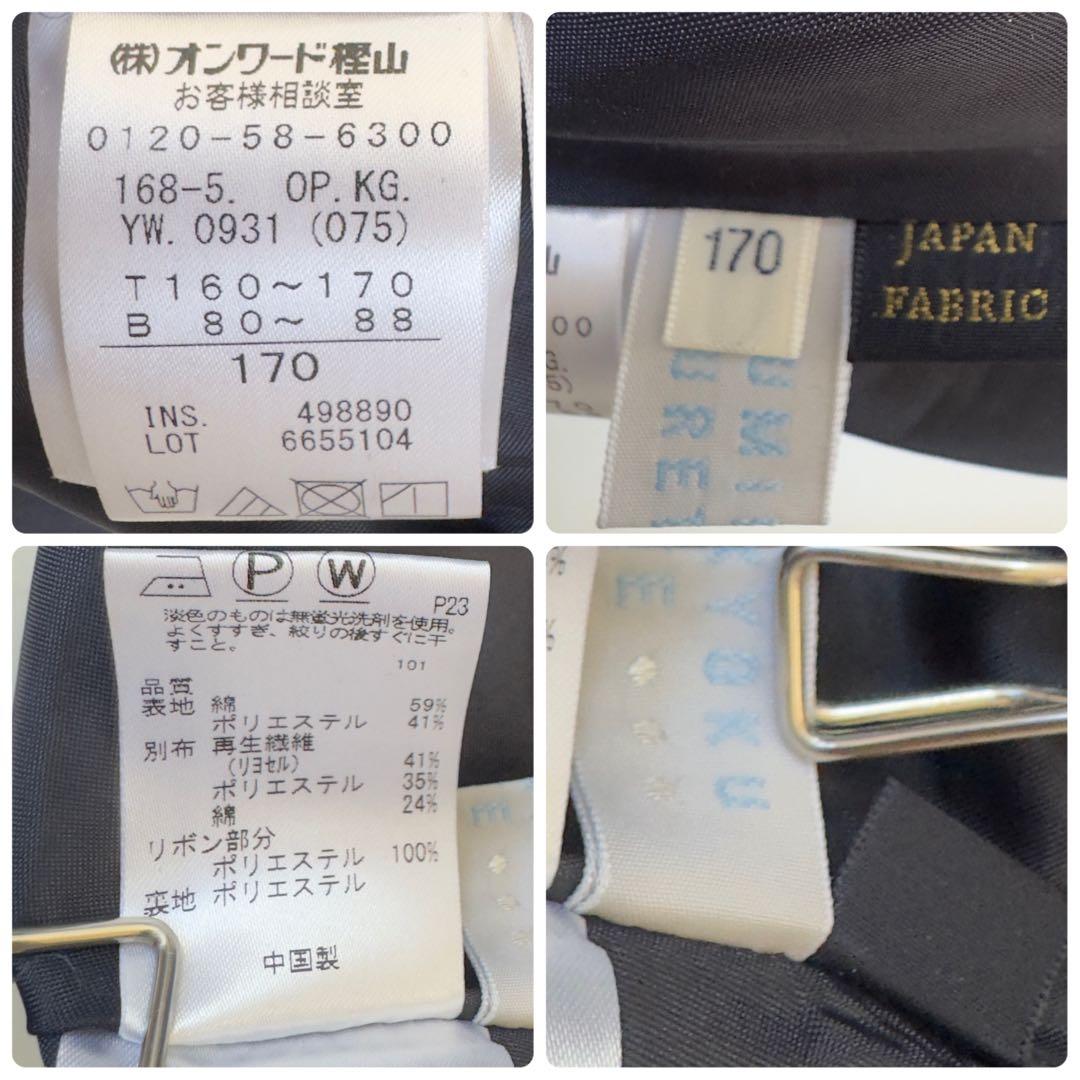 (株)オンワード樫山
お客様相談室
0120-58-6300
168-5. OP.KG.
YW. 0931 (075)
T 160～170
B 80～ 88
170
INS. 498890
LOT 6655104
170
JAPAN
FABRIC
UMI
BRET
P
W
P23
淡色のものは無蛍光洗剤を使用。
よくすすぎ、絞りの後すぐに干
すこと。
101
品質
表地 綿 59%
ポリエステル 41%
別布 再生繊維
(リヨセル) 41%
ポリエステル 35%
綿 24%
リボン部分
ポリエステル 100%
裏地 ポリエステル
中国製
E
E
KYOKU